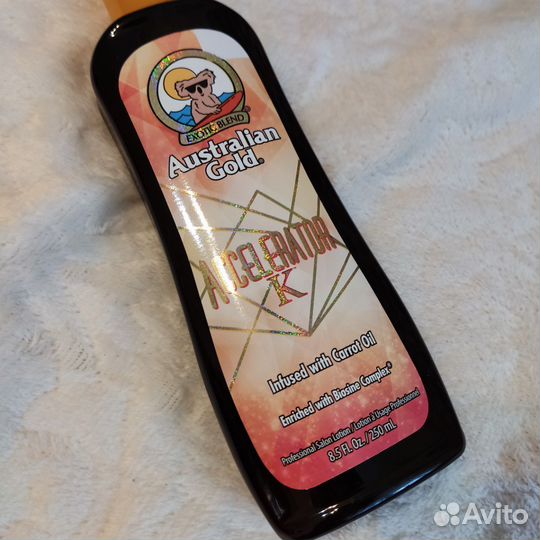 EXOTIC BLEND®
Australian
Gold®
ACCELERATOR
K
Infused with Carrot Oil
Enriched with Biosine Complex®
Professional Salon Lotion / Lotion à Usage Professionnel
8.5 FL Oz. / 250 mL
Avito